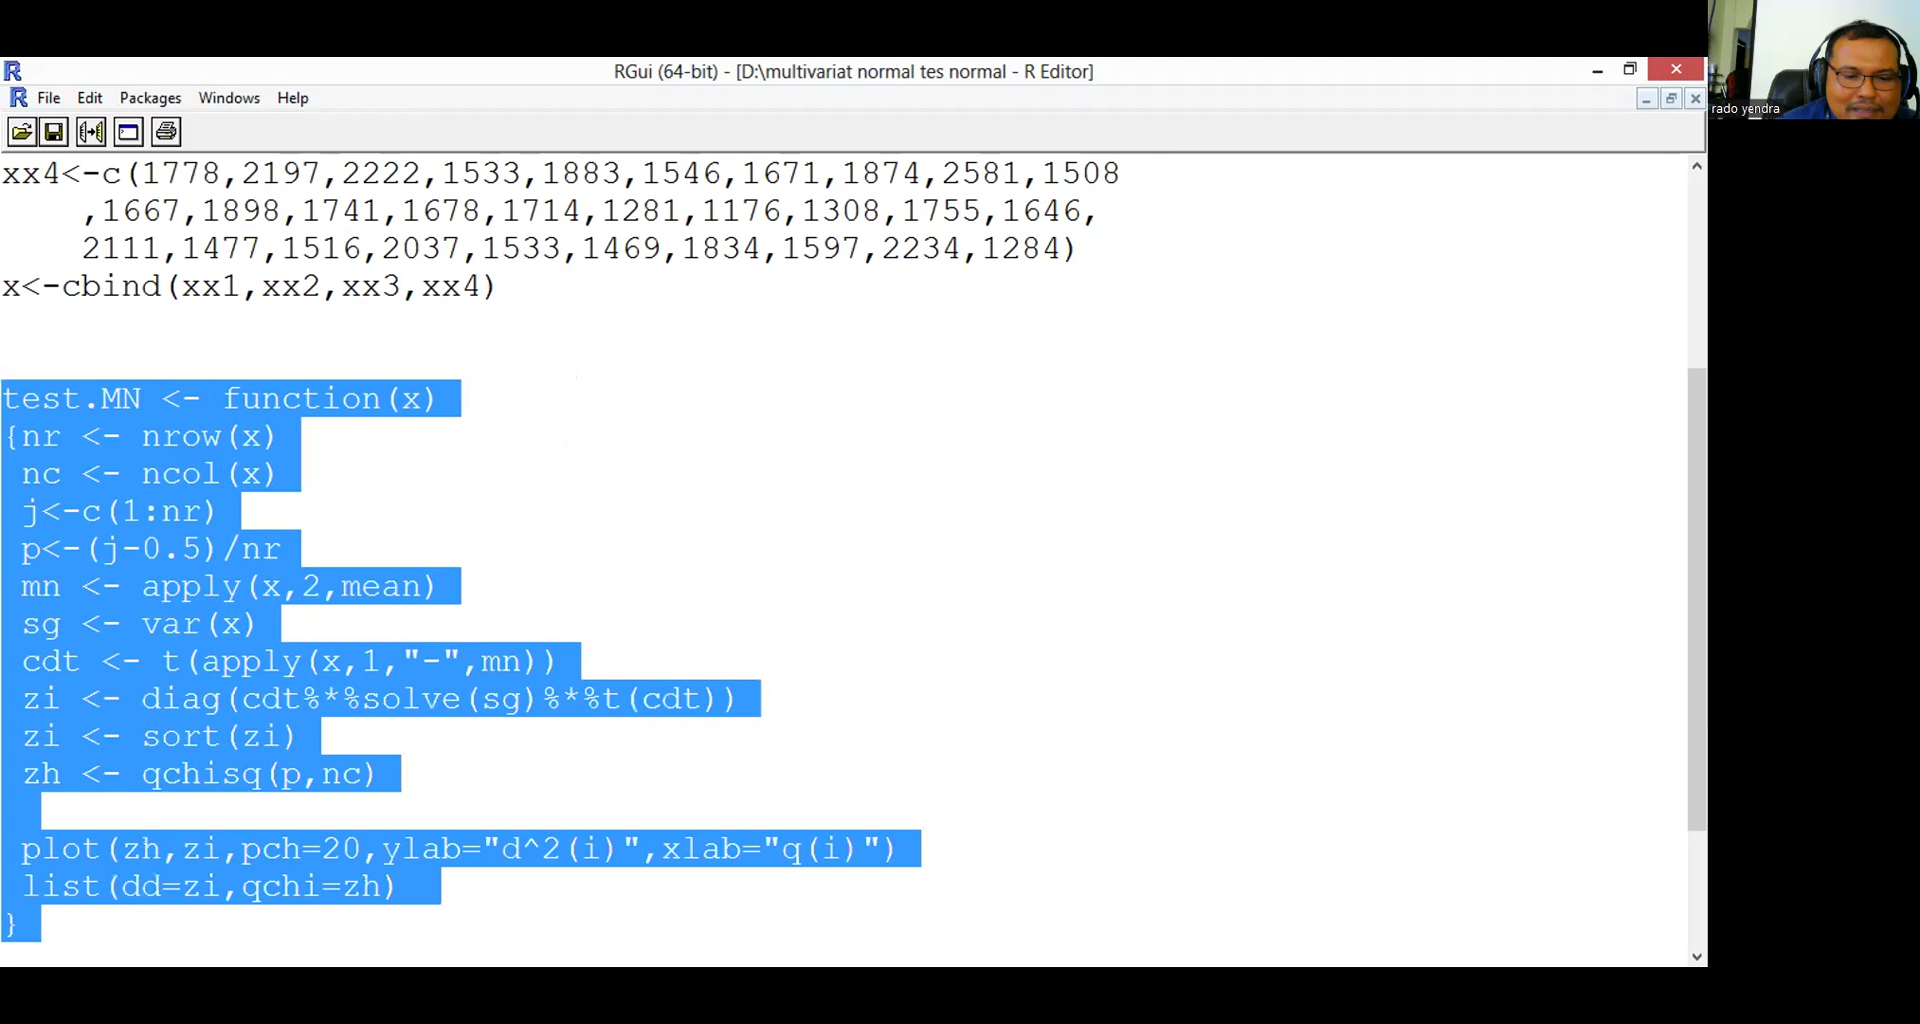 RGui (64-bit) - [D:\multivariat normal tes normal - R Editor]
File Edit Packages Windows Help
rado yendra
xx4<-c(1778,2197,2222,1533,1883,1546,1671,1874,2581,1508
,1667,1898,1741,1678,1714,1281,1176,1308,1755,1646,
2111,1477,1516,2037,1533,1469,1834,1597,2234,1284)
x<-cbind(xx1,xx2,xx3,xx4)
test.MN <- function(x)
{nr <- nrow(x)
nc <- ncol(x)
j<-c(1:nr)
p<-(j-0.5)/nr
mn <- apply(x,2,mean)
sg <- var(x)
cdt <- t(apply(x,1,"-",mn))
zi <- diag(cdt%*%solve(sg)%*%t(cdt))
zi <- sort(zi)
zh <- qchisq(p,nc)
plot(zh,zi,pch=20,ylab="d^2(i)",xlab="q(i)")
list(dd=zi,qchi=zh)
}